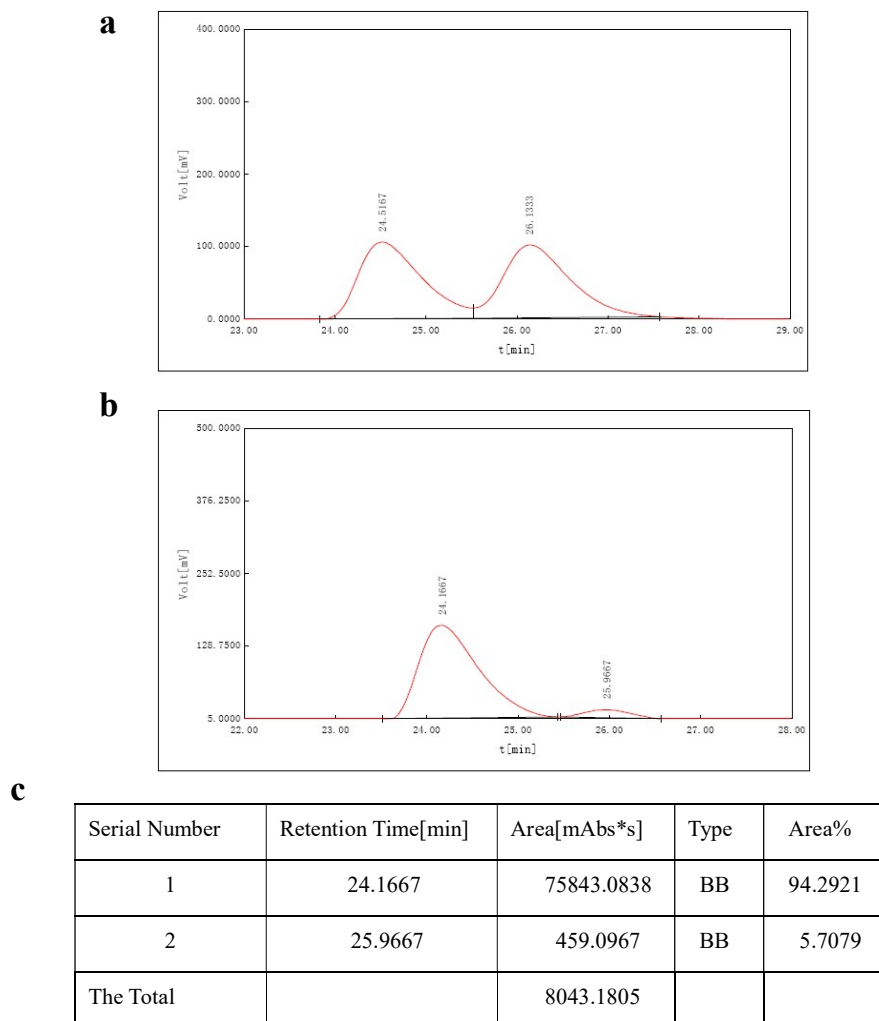 a
400.0000
300.0000
200.0000
100.0000
0.0000
Volt[mV]
24.5167
26.1333
23.00 24.00 25.00 26.00 27.00 28.00 29.00
t[min]
b
500.0000
376.2500
252.5000
128.7500
5.0000
Volt[mV]
24.1667
25.9667
22.00 23.00 24.00 25.00 26.00 27.00 28.00
t[min]
c
Serial Number Retention Time[min] Area[mAbs*s] Type Area%
1 24.1667 75843.0838 BB 94.2921
2 25.9667 459.0967 BB 5.7079
The Total 8043.1805